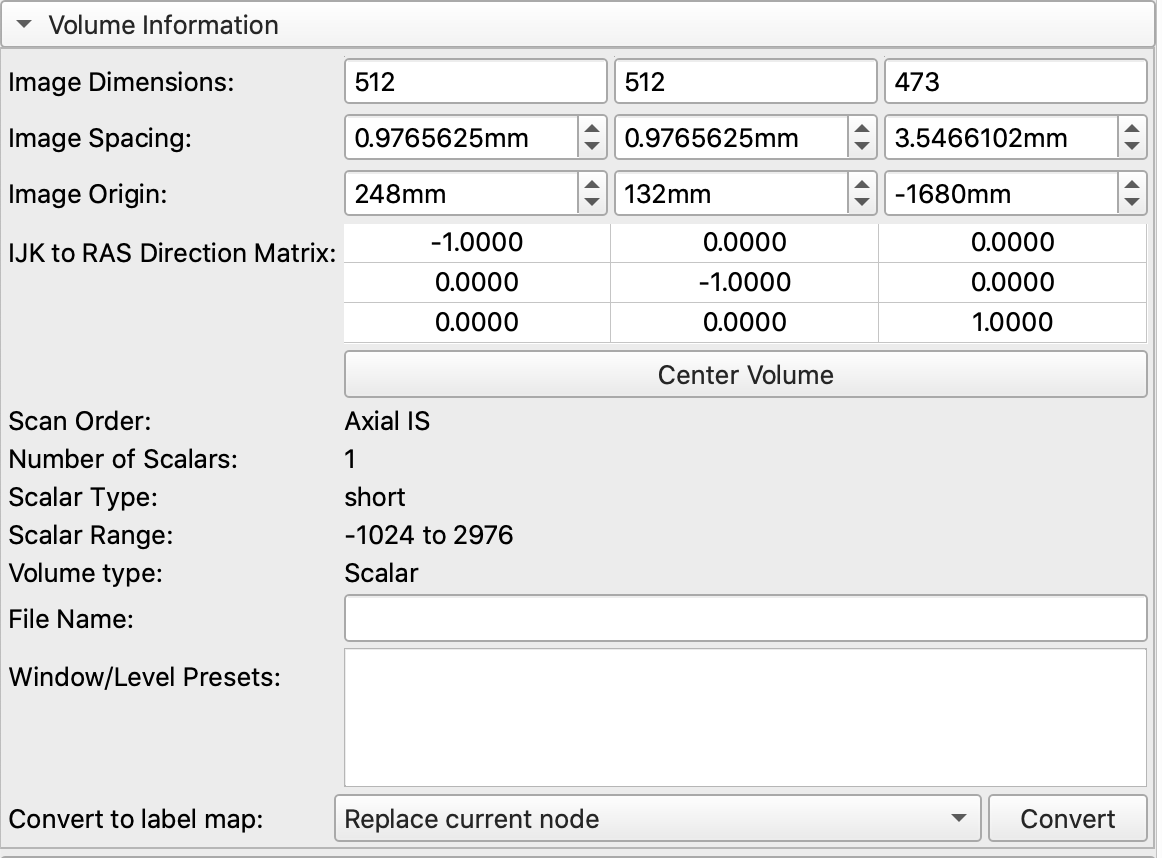 Volume Information
Image Dimensions: 512 512 473
Image Spacing: 0.9765625mm 0.9765625mm 3.5466102mm
Image Origin: 248mm 132mm -1680mm
IJK to RAS Direction Matrix: -1.0000 0.0000 0.0000
0.0000 -1.0000 0.0000
0.0000 0.0000 1.0000
Center Volume
Scan Order: Axial IS
Number of Scalars: 1
Scalar Type: short
Scalar Range: -1024 to 2976
Volume type: Scalar
File Name:
Window/Level Presets:
Convert to label map: Replace current node Convert